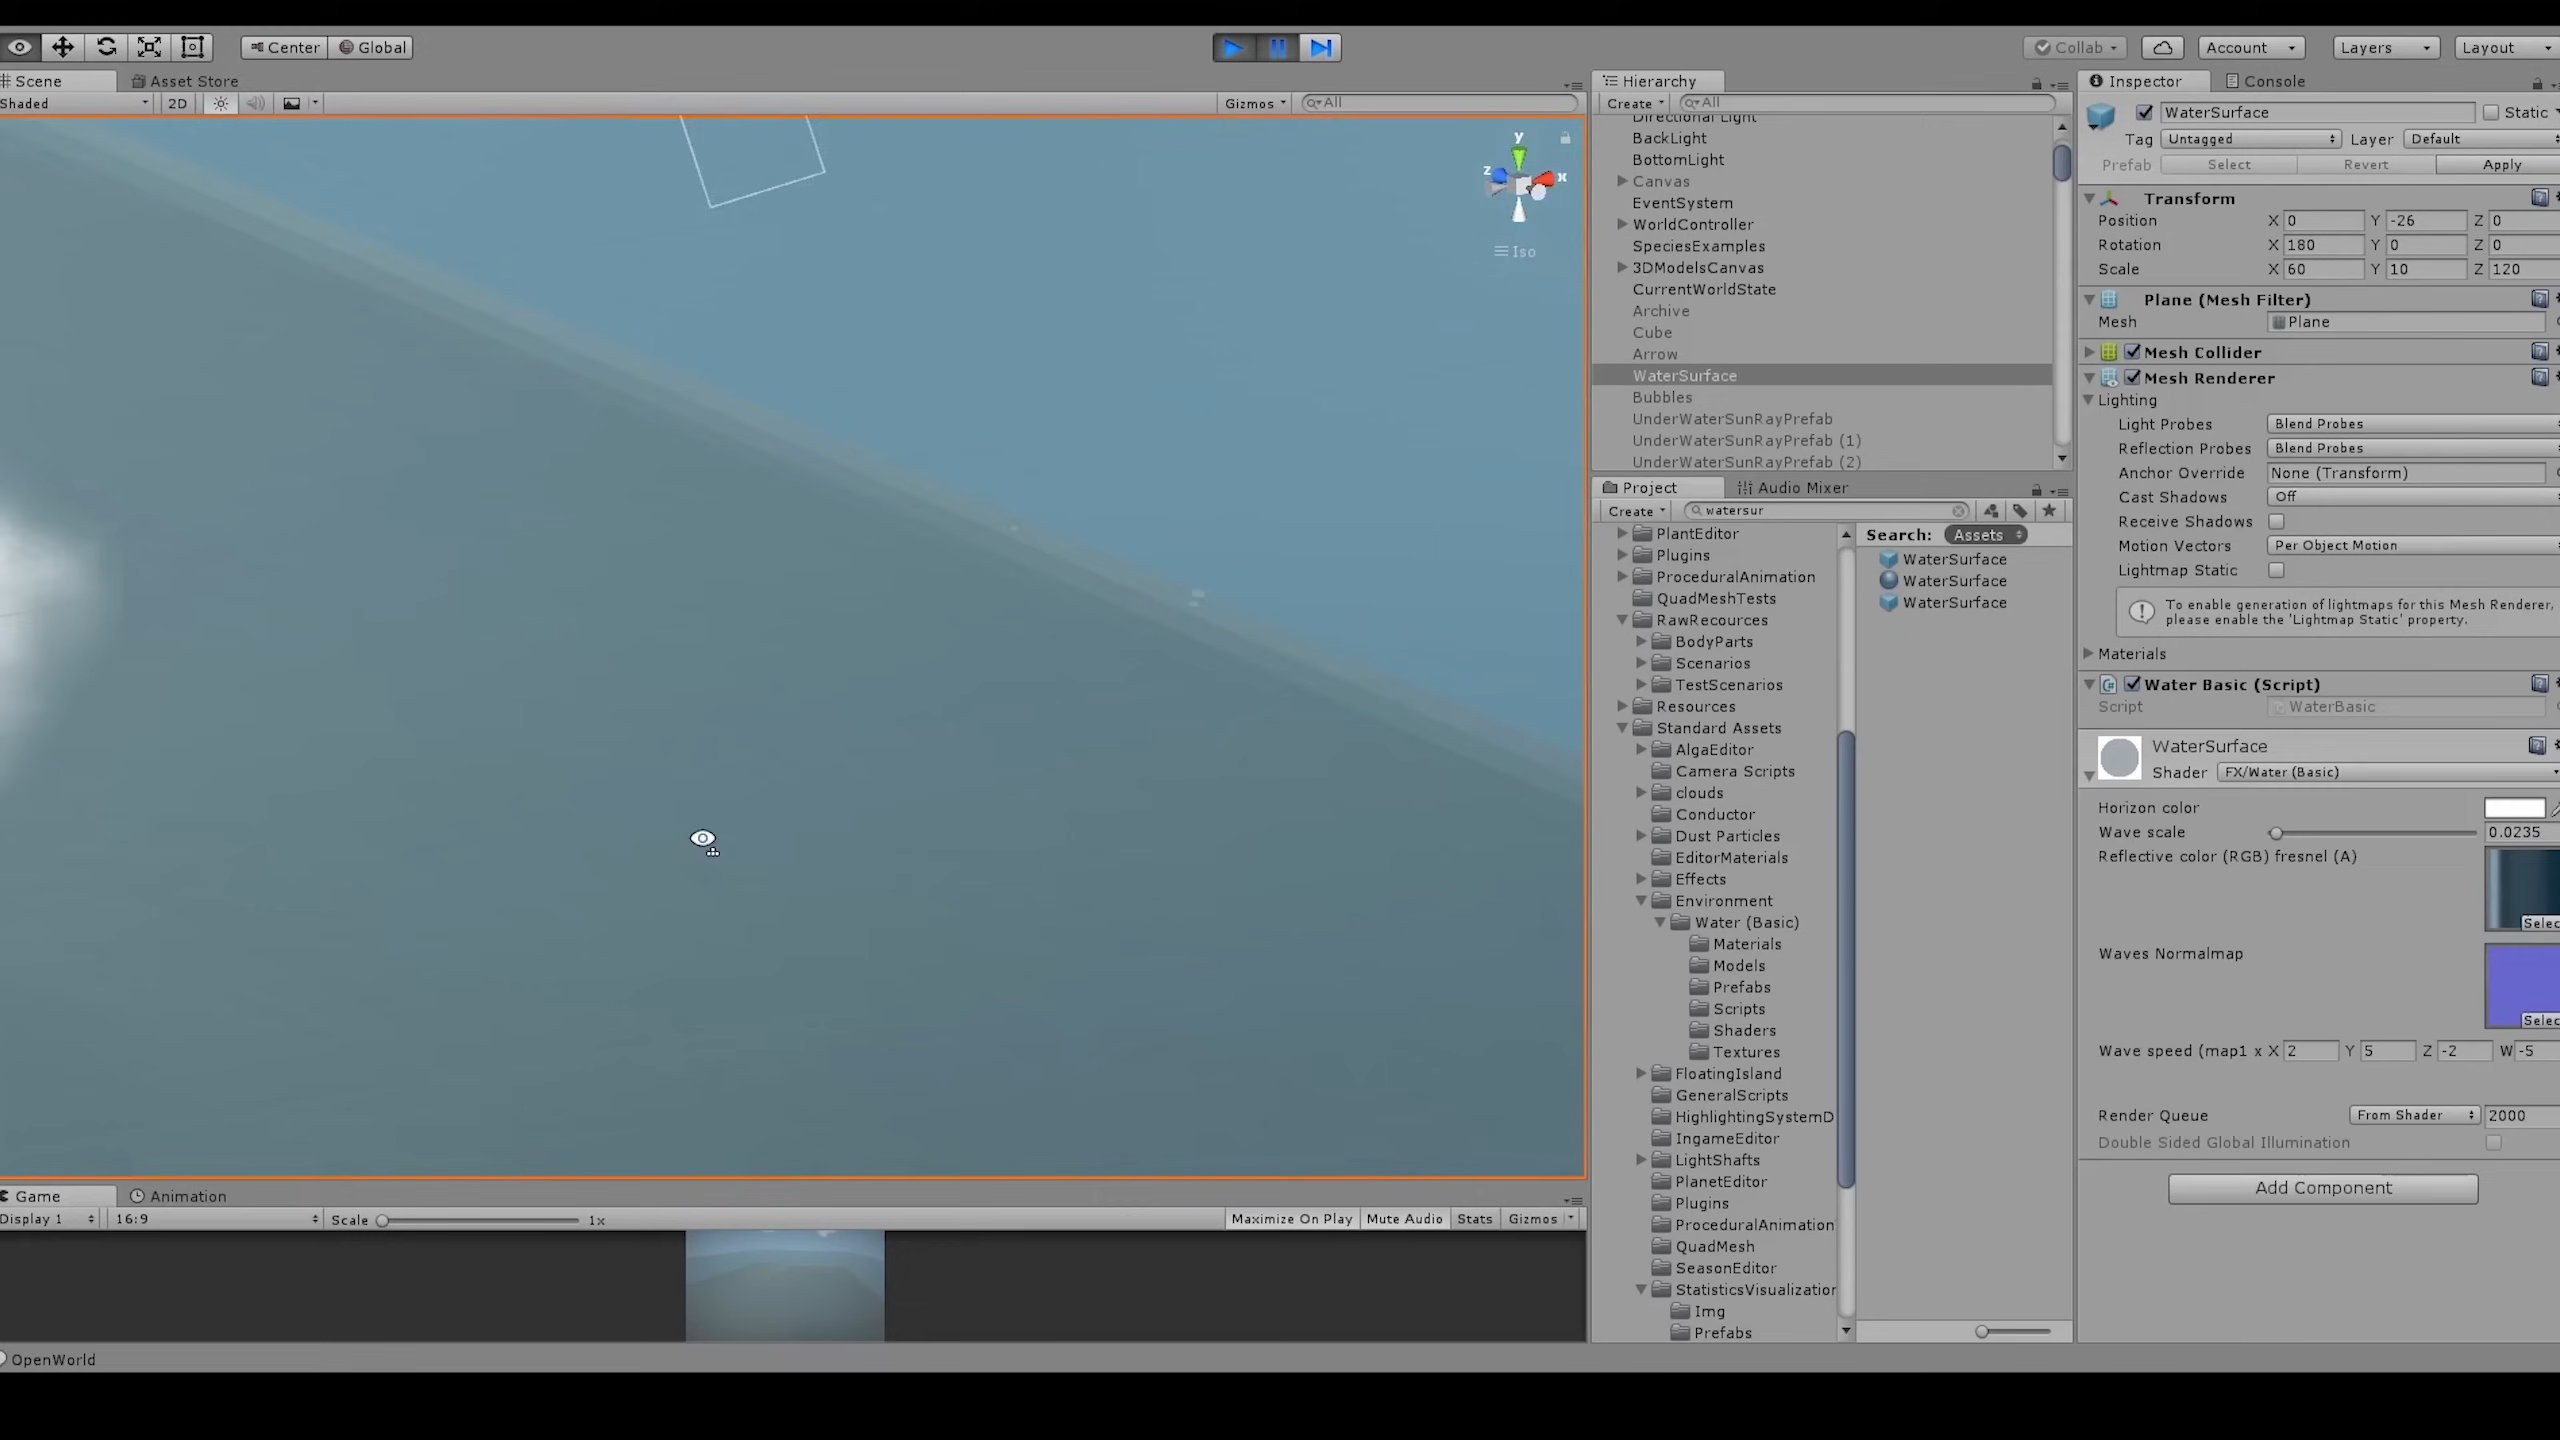 Center Global
Collab Account Layers Layout
Scene Asset Store
Shaded 2D Gizmos All
y
z x
Iso
Game Animation
Display 1 16:9 Scale 1x Maximize On Play Mute Audio Stats Gizmos
OpenWorld
Hierarchy
Create All
Directional Light
BackLight
BottomLight
Canvas
EventSystem
WorldController
SpeciesExamples
3DModelsCanvas
CurrentWorldState
Archive
Cube
Arrow
WaterSurface
Bubbles
UnderWaterSunRayPrefab
UnderWaterSunRayPrefab (1)
UnderWaterSunRayPrefab (2)
Project Audio Mixer
Create watersur
PlantEditor
Plugins
ProceduralAnimation
QuadMeshTests
RawRecources
BodyParts
Scenarios
TestScenarios
Resources
Standard Assets
AlgaEditor
Camera Scripts
clouds
Conductor
Dust Particles
EditorMaterials
Effects
Environment
Water (Basic)
Materials
Models
Prefabs
Scripts
Shaders
Textures
FloatingIsland
GeneralScripts
HighlightingSystemD
IngameEditor
LightShafts
PlanetEditor
Plugins
ProceduralAnimation
QuadMesh
SeasonEditor
StatisticsVisualization
Img
Prefabs
Search: Assets
WaterSurface
WaterSurface
WaterSurface
Inspector Console
WaterSurface Static
Tag Untagged Layer Default
Prefab Select Revert Apply
Transform
Position X 0 Y -26 Z 0
Rotation X 180 Y 0 Z 0
Scale X 60 Y 10 Z 120
Plane (Mesh Filter)
Mesh Plane
Mesh Collider
Mesh Renderer
Lighting
Light Probes Blend Probes
Reflection Probes Blend Probes
Anchor Override None (Transform)
Cast Shadows Off
Receive Shadows
Motion Vectors Per Object Motion
Lightmap Static
To enable generation of lightmaps for this Mesh Renderer,
please enable the 'Lightmap Static' property.
Materials
Water Basic (Script)
Script WaterBasic
WaterSurface
Shader FX/Water (Basic)
Horizon color
Wave scale 0.0235
Reflective color (RGB) fresnel (A)
Selec
Waves Normalmap
Selec
Wave speed (map1 x X 2 Y 5 Z -2 W -5
Render Queue From Shader 2000
Double Sided Global Illumination
Add Component